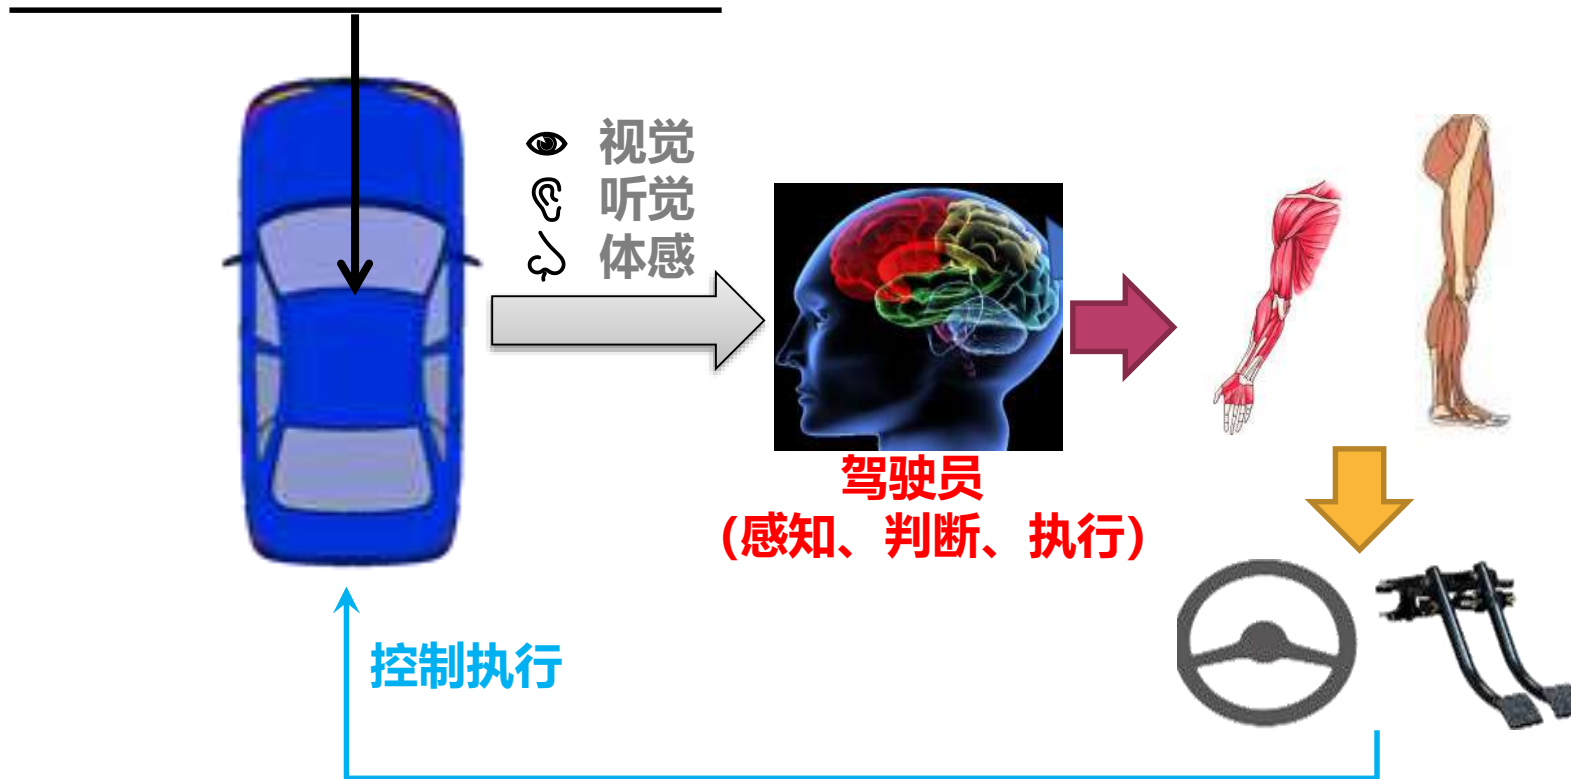 视觉
听觉
体感
驾驶员
(感知、判断、执行)
控制执行